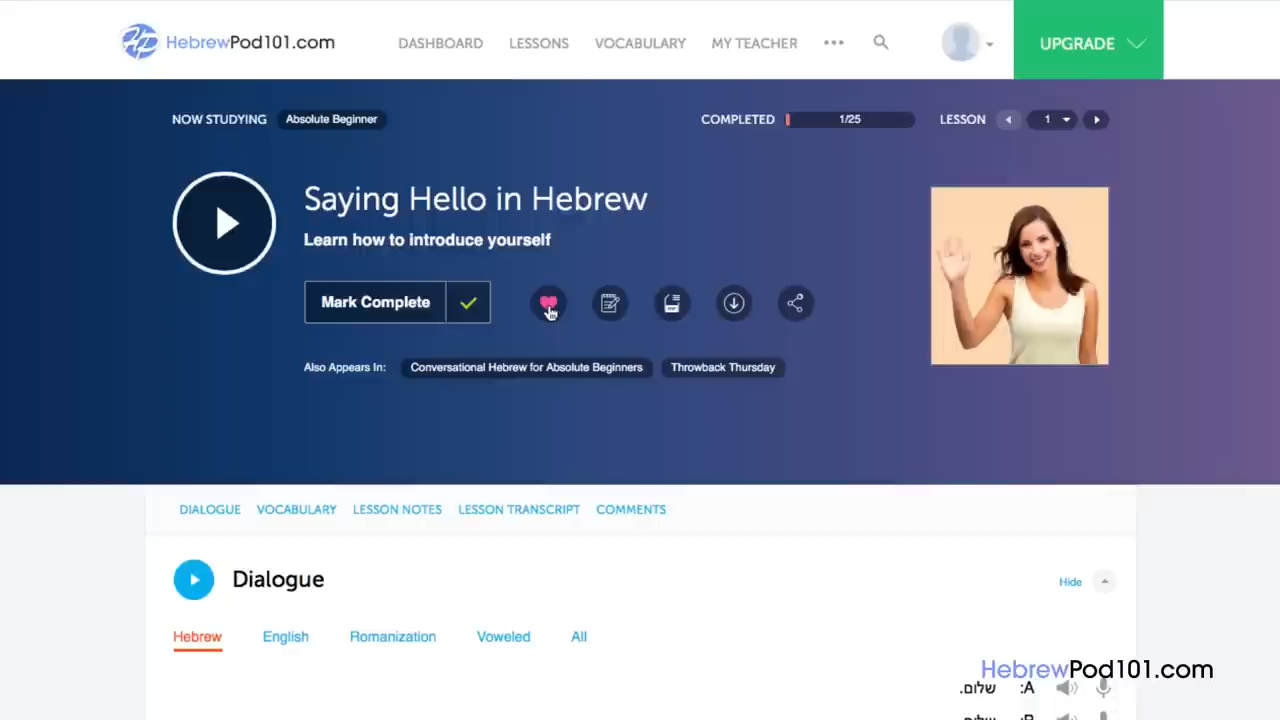 HebrewPod101.com
DASHBOARD LESSONS VOCABULARY MY TEACHER ••• UPGRADE
NOW STUDYING Absolute Beginner COMPLETED 1/25 LESSON 1
Saying Hello in Hebrew
Learn how to introduce yourself
Mark Complete
Also Appears In: Conversational Hebrew for Absolute Beginners Throwback Thursday
DIALOGUE VOCABULARY LESSON NOTES LESSON TRANSCRIPT COMMENTS
Dialogue Hide
Hebrew English Romanization Voweled All
HebrewPod101.com
A: שלום.